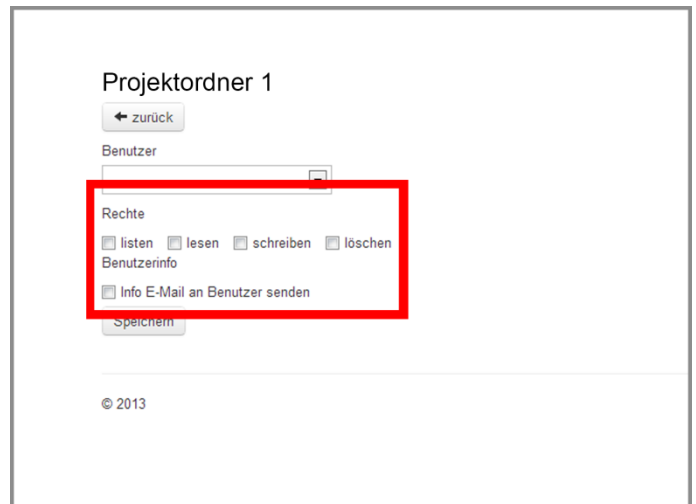 Projektordner 1
zurück
Benutzer
Rechte
listen lesen schreiben löschen
Benutzerinfo
Info E-Mail an Benutzer senden
Speichern
© 2013